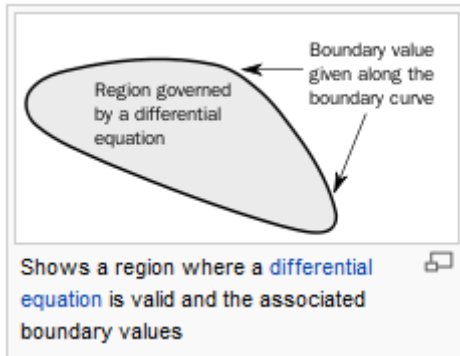 Boundary value
given along the
boundary curve
Region governed
by a differential
equation
Shows a region where a differential
equation is valid and the associated
boundary values